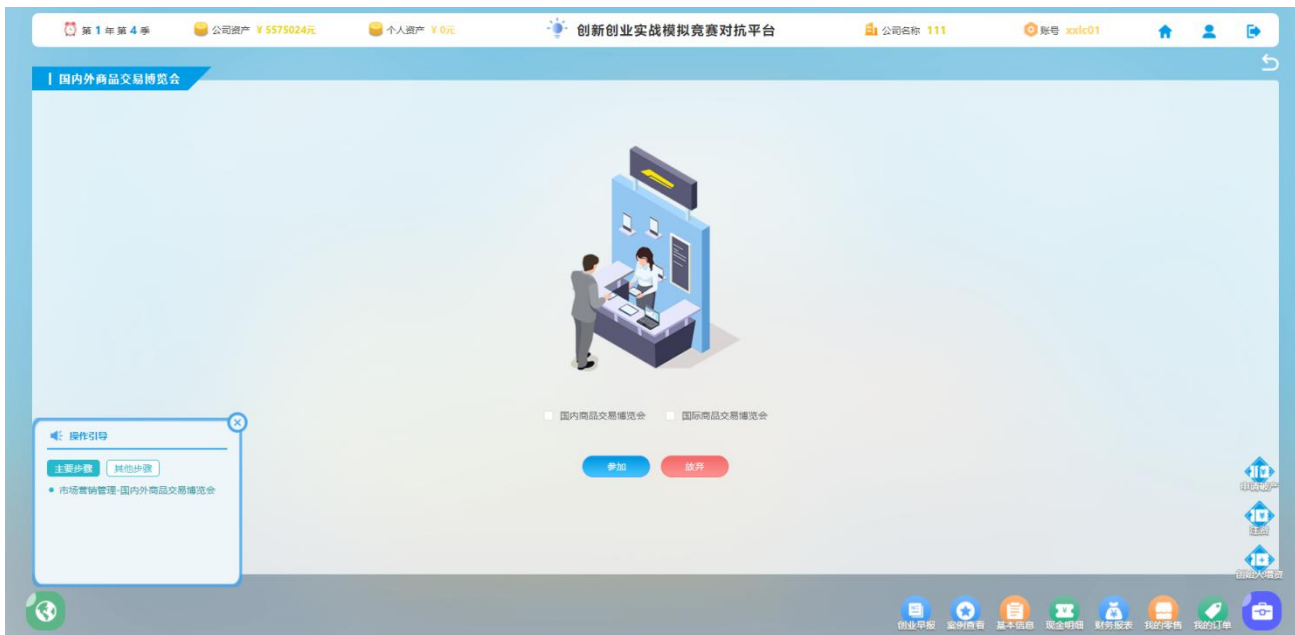 第 1 年 第 4 季
公司资产 ¥ 5575024元
个人资产 ¥ 0元
创新创业实战模拟竞赛对抗平台
公司名称 111
账号 xxlc01
国内外商品交易博览会
国内商品交易博览会 国际商品交易博览会
参加 放弃
操作引导
主要步骤 其他步骤
市场营销管理-国内外商品交易博览会
申请破产
注册
创始人增资
创业早报 案例查看 基本信息 现金明细 财务报表 我的零售 我的订单